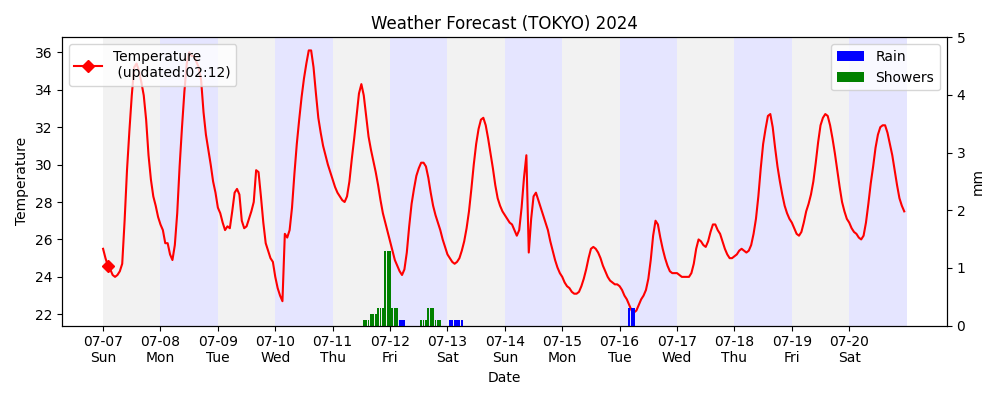 Weather Forecast (TOKYO) 2024
Temperature
(updated:02:12)
Rain
Showers
Temperature
36
34
32
30
28
26
24
22
5
4
3
2
1
0
mm
07-07 07-08 07-09 07-10 07-11 07-12 07-13 07-14 07-15 07-16 07-17 07-18 07-19 07-20
Sun Mon Tue Wed Thu Fri Sat Sun Mon Tue Wed Thu Fri Sat
Date